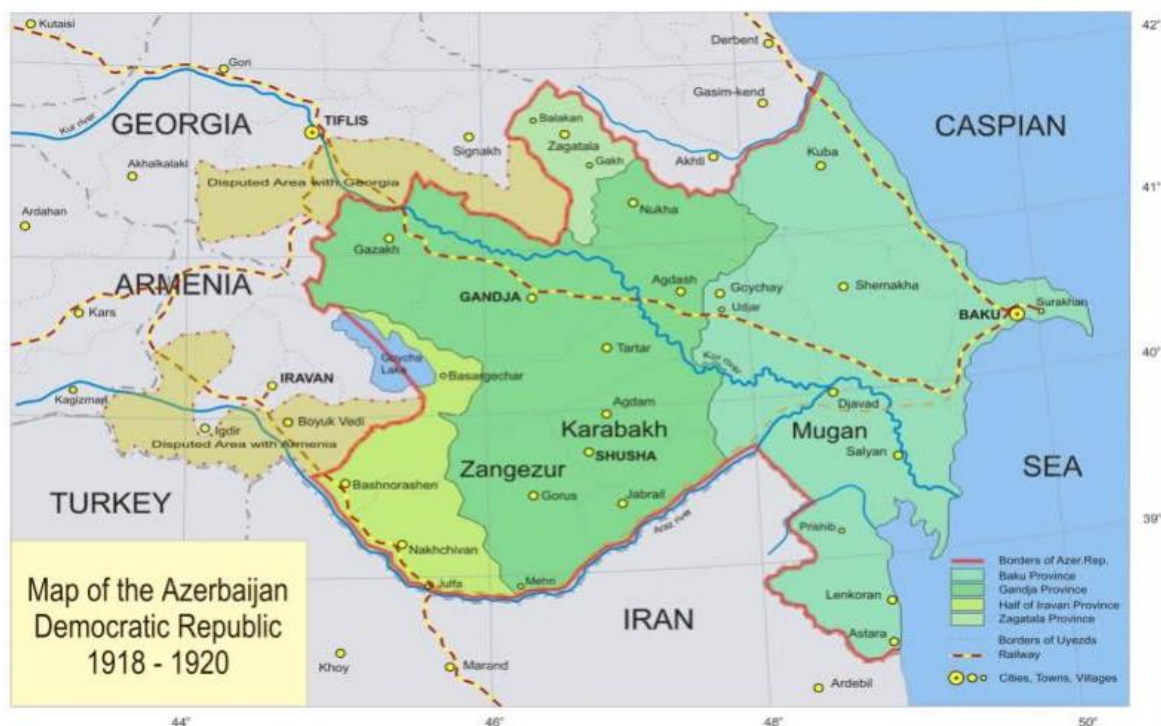 42°
Kutaisi
Derbent
Gori
Gasim-kend
Kur river
GEORGIA
TIFLIS
Balakan
CASPIAN
Signakh
Zagatala
Gakh
Akhti
Kuba
Akhalkalaki
Disputed Area with Georgia
41°
Ardahan
Nukha
Gazakh
ARMENIA
Agdash
Goychay
Shemakha
GANDJA
Udjar
Surakhan
Kars
BAKU
Tartar
Kur river
40°
Goycha
Lake
Basargechar
IRAVAN
Kagizman
Djavad
Boyuk Vedi
Agdam
Igdir
Karabakh
Mugan
Disputed Area with Armenia
SHUSHA
Salyan
SEA
Zangezur
TURKEY
Bashnorashen
Gorus
Jabrail
39°
Araz river
Prishib
Nakhchivan
Borders of Azer.Rep.
Baku Province
Gandja Province
Half of Iravan Province
Zagatala Province
Borders of Uyezds
Railway
Cities, Towns, Villages
Map of the Azerbaijan
Democratic Republic
1918 - 1920
Julfa
Mehri
IRAN
Lenkoran
Astara
Khoy
Marand
Ardebil
44°
46°
48°
50°